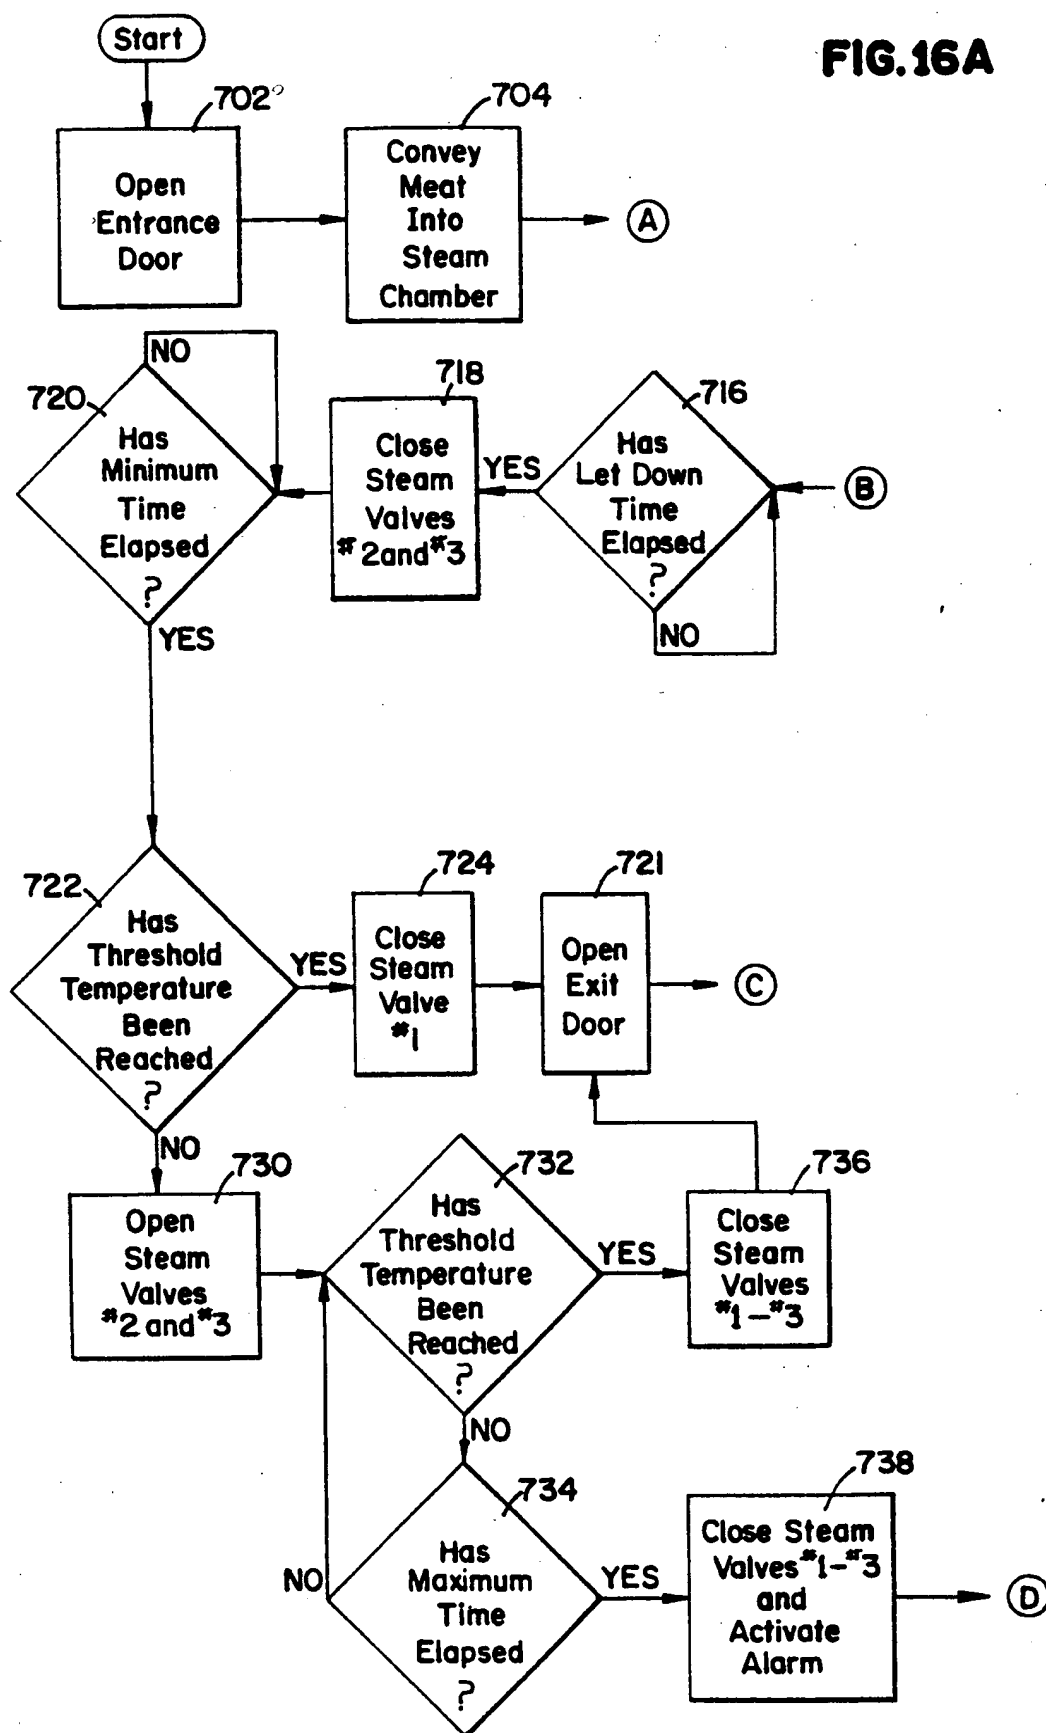 Start
FIG.16A
702
Open
Entrance
Door
704
Convey
Meat
Into
Steam
Chamber
A
NO
720
Has
Minimum
Time
Elapsed
?
YES
718
Close
Steam
Valves
#2 and #3
YES
716
Has
Let Down
Time
Elapsed
?
NO
B
722
Has
Threshold
Temperature
Been
Reached
?
YES
NO
724
Close
Steam
Valve
#1
721
Open
Exit
Door
C
730
Open
Steam
Valves
#2 and #3
732
Has
Threshold
Temperature
Been
Reached
?
YES
NO
736
Close
Steam
Valves
#1-#3
734
Has
Maximum
Time
Elapsed
?
NO
YES
738
Close Steam
Valves #1-#3
and
Activate
Alarm
D